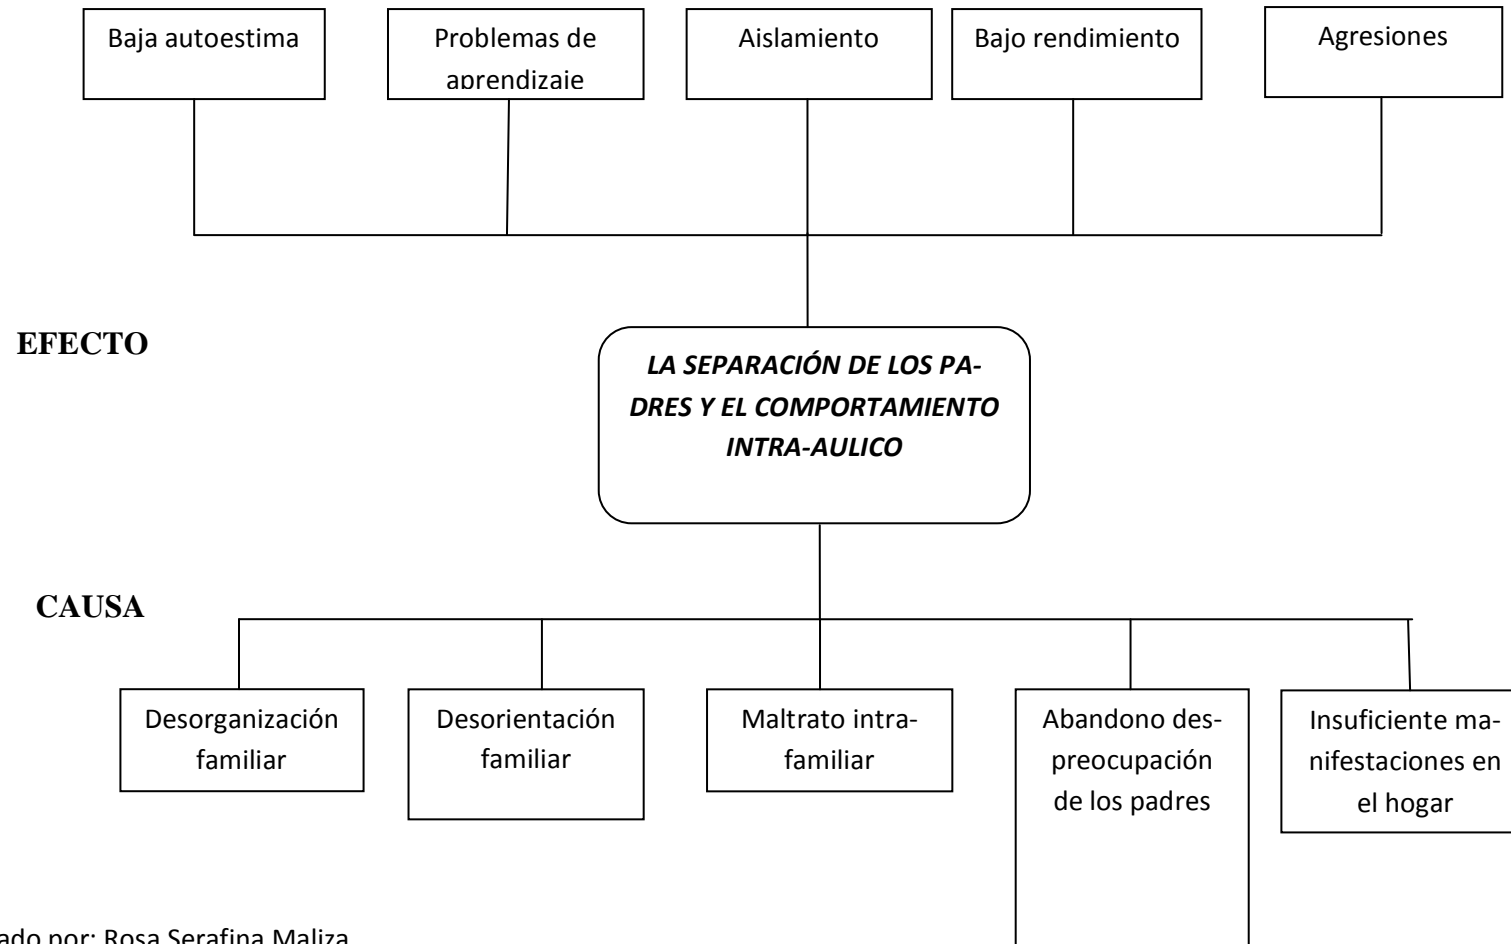 Baja autoestima
Problemas de
aprendizaje
Aislamiento
Bajo rendimiento
Agresiones
EFECTO
LA SEPARACIÓN DE LOS PA-
DRES Y EL COMPORTAMIENTO
INTRA-AULICO
CAUSA
Desorganización
familiar
Desorientación
familiar
Maltrato intra-
familiar
Abandono des-
preocupación
de los padres
Insuficiente ma-
nifestaciones en
el hogar
ado por: Rosa Serafina Maliza